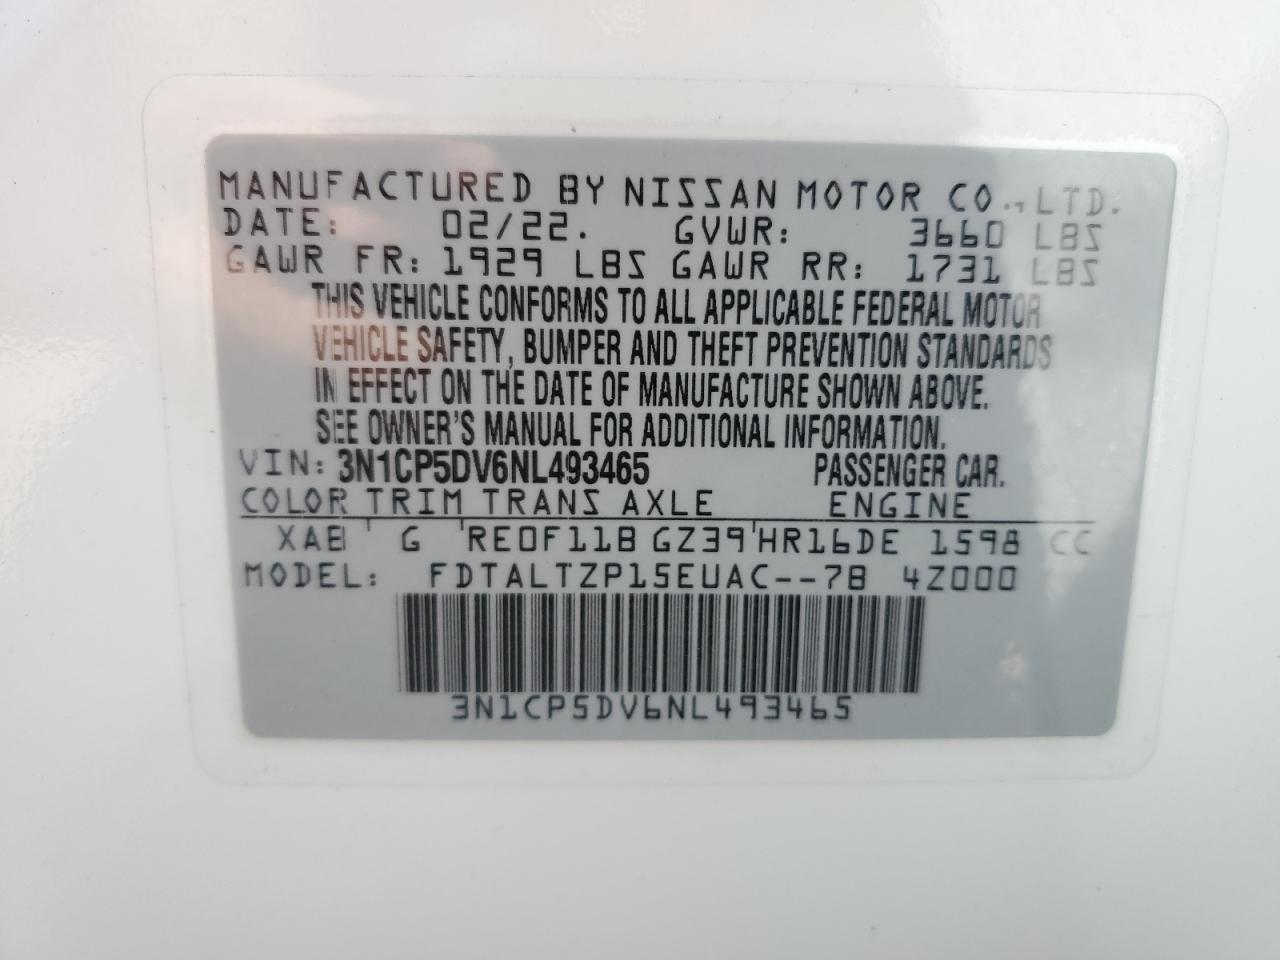 MANUFACTURED BY NISSAN MOTOR CO., LTD.
DATE: 02/22. GVWR: 3660 LBS
GAWR FR: 1929 LBS GAWR RR: 1731 LBS
THIS VEHICLE CONFORMS TO ALL APPLICABLE FEDERAL MOTOR
VEHICLE SAFETY, BUMPER AND THEFT PREVENTION STANDARDS
IN EFFECT ON THE DATE OF MANUFACTURE SHOWN ABOVE.
SEE OWNER'S MANUAL FOR ADDITIONAL INFORMATION.
VIN: 3N1CP5DV6NL493465 PASSENGER CAR.
COLOR TRIM TRANS AXLE ENGINE
XAB G RE0F11B GZ39 HR16DE 1598 CC
MODEL: FDTALTZP15EUAC--7B 4Z000
3N1CP5DV6NL493465